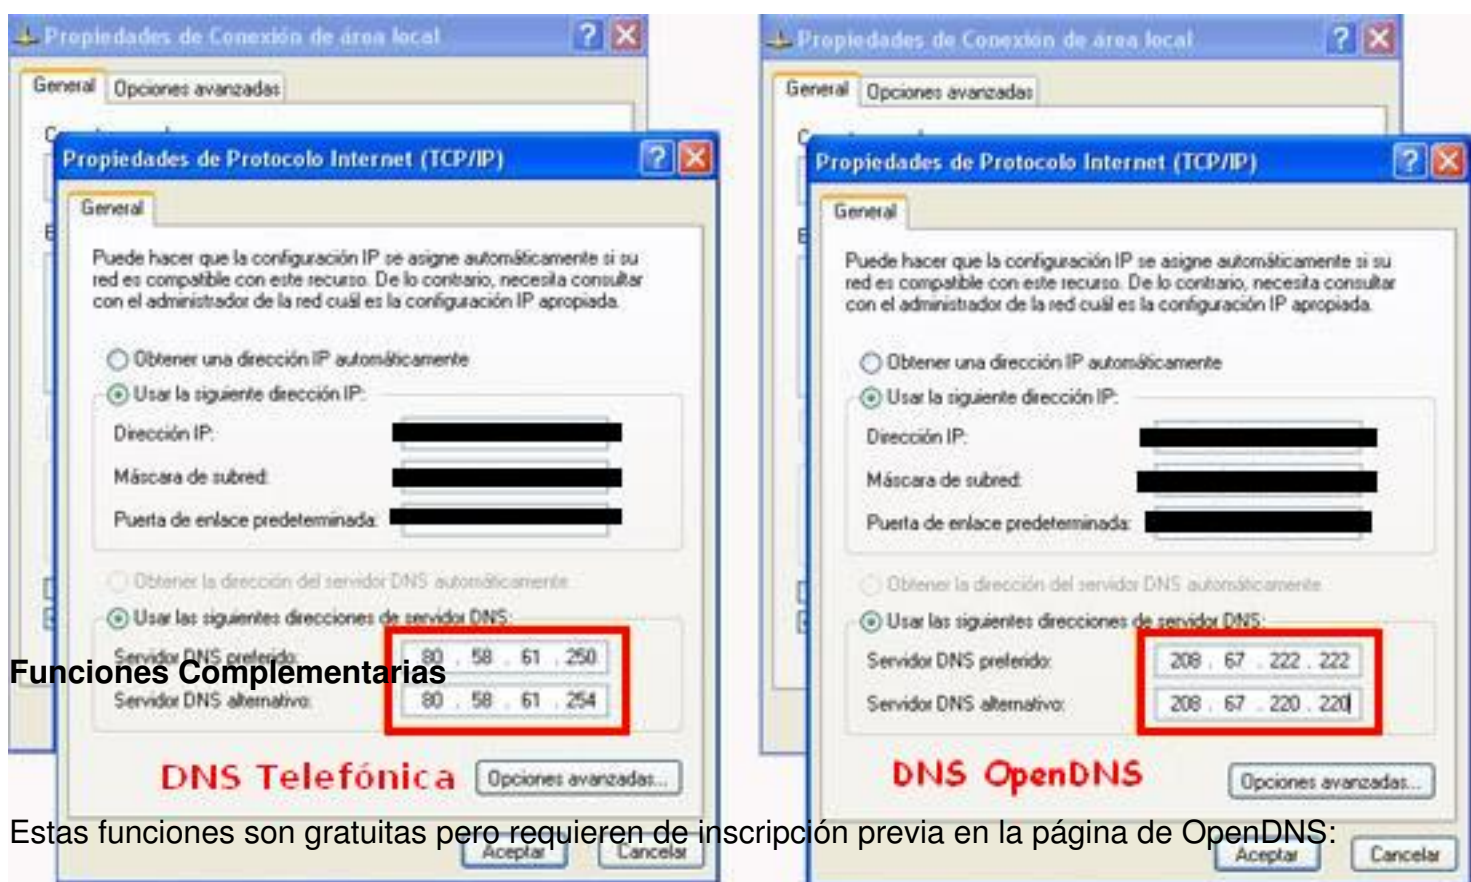 Propiedades de Conexión de área local
General
Opciones avanzadas
Propiedades de Protocolo Internet (TCP/IP)
General
Puede hacer que la configuración IP se asigne automáticamente si su
red es compatible con este recurso. De lo contrario, necesita consultar
con el administrador de la red cuál es la configuración IP apropiada.
Obtener una dirección IP automáticamente
Usar la siguiente dirección IP:
Dirección IP:
Máscara de subred:
Puerta de enlace predeterminada:
Obtener la dirección del servidor DNS automáticamente
Usar las siguientes direcciones de servidor DNS:
Servidor DNS preferido: 80 . 58 . 61 . 250
Servidor DNS alternativo: 80 . 58 . 61 . 254
DNS Telefónica
Opciones avanzadas...
Aceptar
Cancelar
Propiedades de Conexión de área local
General
Opciones avanzadas
Propiedades de Protocolo Internet (TCP/IP)
General
Puede hacer que la configuración IP se asigne automáticamente si su
red es compatible con este recurso. De lo contrario, necesita consultar
con el administrador de la red cuál es la configuración IP apropiada.
Obtener una dirección IP automáticamente
Usar la siguiente dirección IP:
Dirección IP:
Máscara de subred:
Puerta de enlace predeterminada:
Obtener la dirección del servidor DNS automáticamente
Usar las siguientes direcciones de servidor DNS:
Servidor DNS preferido: 208 . 67 . 222 . 222
Servidor DNS alternativo: 208 . 67 . 220 . 220
DNS OpenDNS
Opciones avanzadas...
Aceptar
Cancelar
Funciones Complementarias
Estas funciones son gratuitas pero requieren de inscripción previa en la página de OpenDNS: